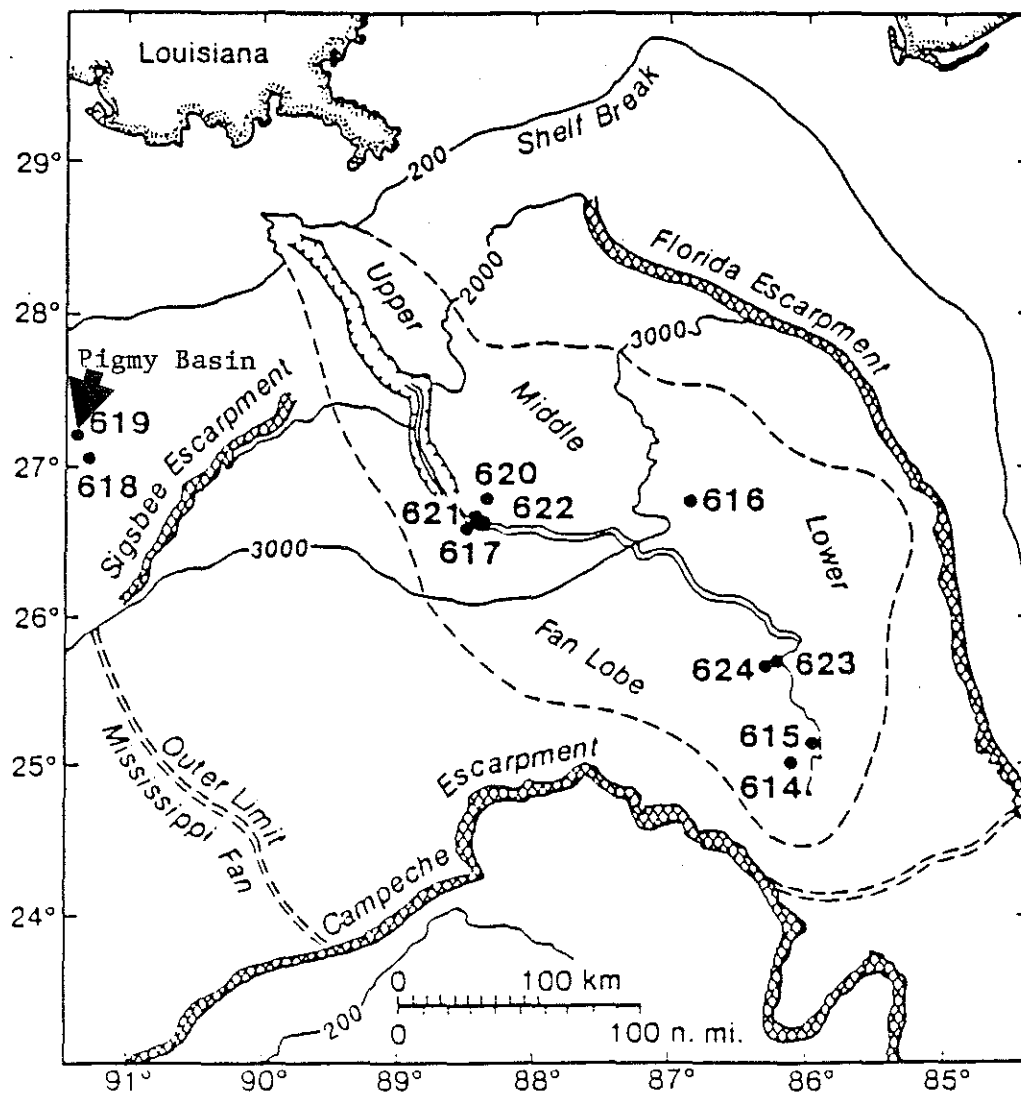 Louisiana
Shelf Break
200
29°
Florida Escarpment
Upper
2000
28°
3000
Pigmy Basin
Sigsbee Escarpment
Middle
619
27°
618
620
616
621
622
617
Lower
3000
26°
Fan Lobe
624
623
615
Outer Limit
Mississippi Fan
25°
Escarpment
614
Campeche
24°
0 100 km
200
0 100 n. mi.
91° 90° 89° 88° 87° 86° 85°